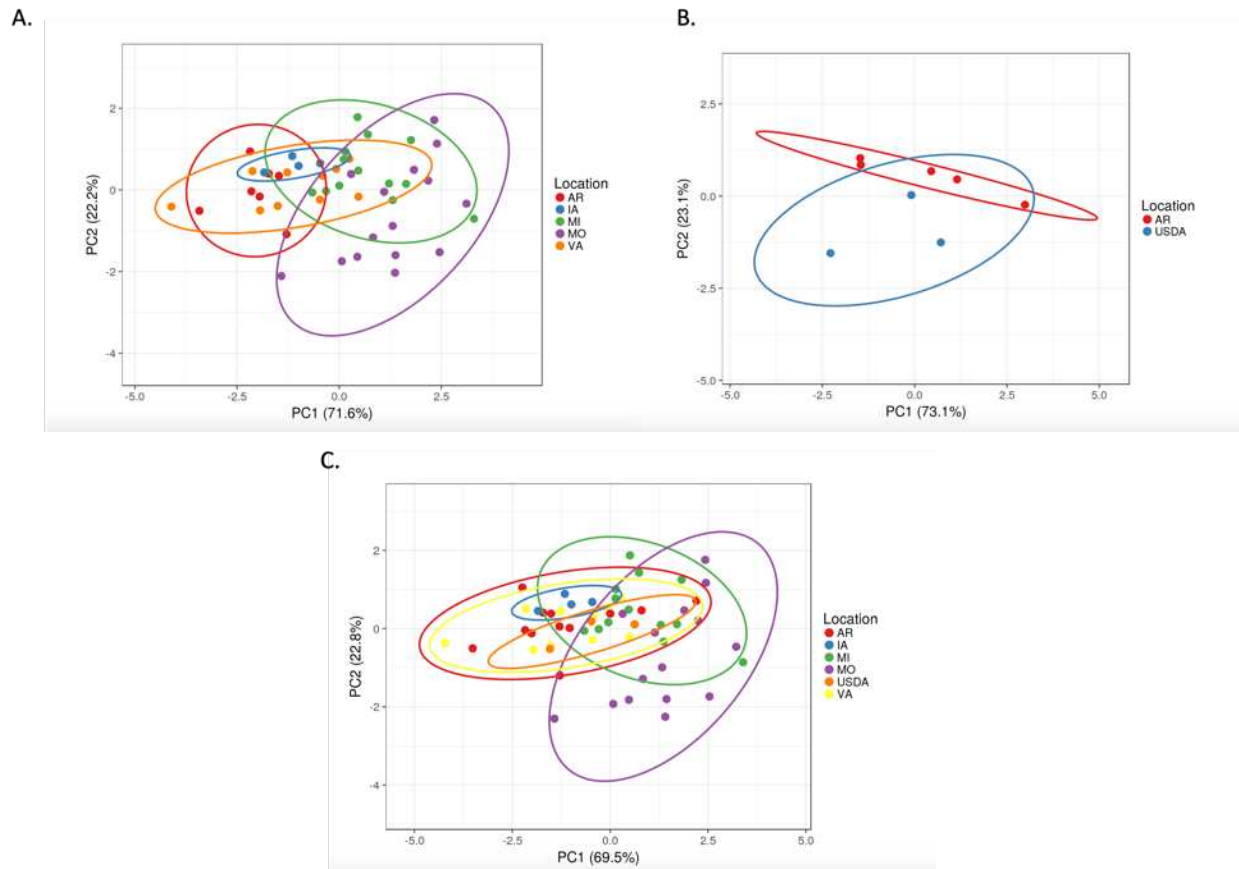 A.
2
0
-2
-4
-5.0
-2.5
0.0
2.5
PC1 (71.6%)
PC2 (22.2%)
Location
AR
IA
MI
MO
VA
B.
2.5
0.0
-2.5
-5.0
-5.0
-2.5
0.0
2.5
5.0
PC1 (73.1%)
PC2 (23.1%)
Location
AR
USDA
C.
2
0
-2
-4
-5.0
-2.5
0.0
2.5
5.0
PC1 (69.5%)
PC2 (22.8%)
Location
AR
IA
MI
MO
USDA
VA